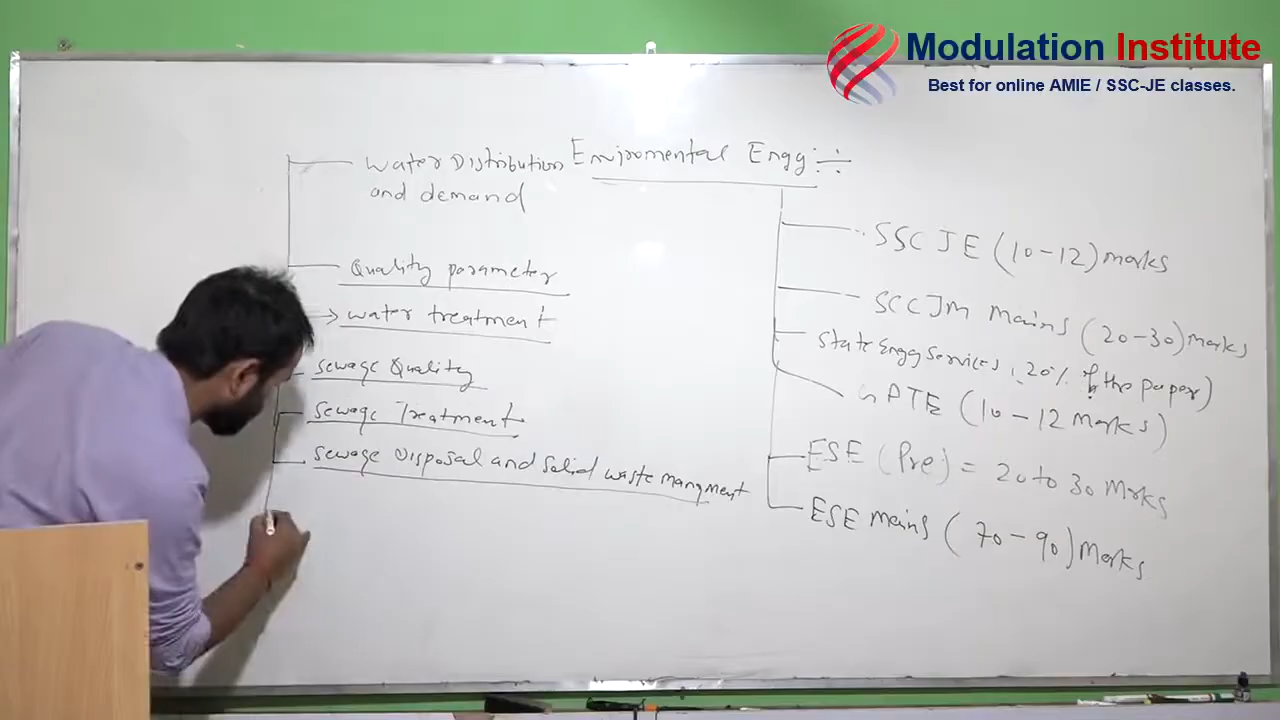 Modulation Institute
Best for online AMIE / SSC-JE classes.
Enviromental Engg:÷
water Distribution
and demand
Quality parameter
→ water treatment
sewage Quality
sewage Treatment
sewage Disposal and Solid waste mangment
SSC JE (10-12) marks
SCC JM mains (20-30) marks
State Engg Services , 20% of the paper)
GATE (10-12 marks)
ESE (Pre) = 20 to 30 Mrks
ESE mains (70-90) Marks